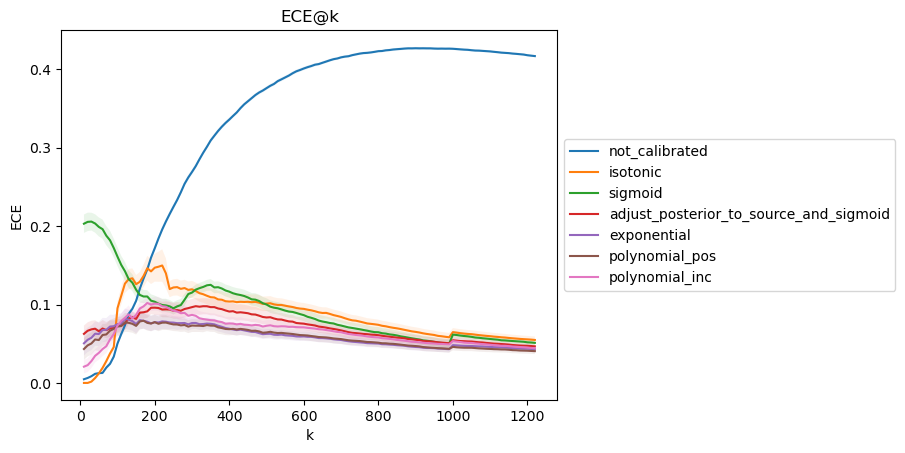 ECE@k
ECE
0.4
0.3
0.2
0.1
0.0
0 200 400 600 800 1000 1200
k
not_calibrated
isotonic
sigmoid
adjust_posterior_to_source_and_sigmoid
exponential
polynomial_pos
polynomial_inc